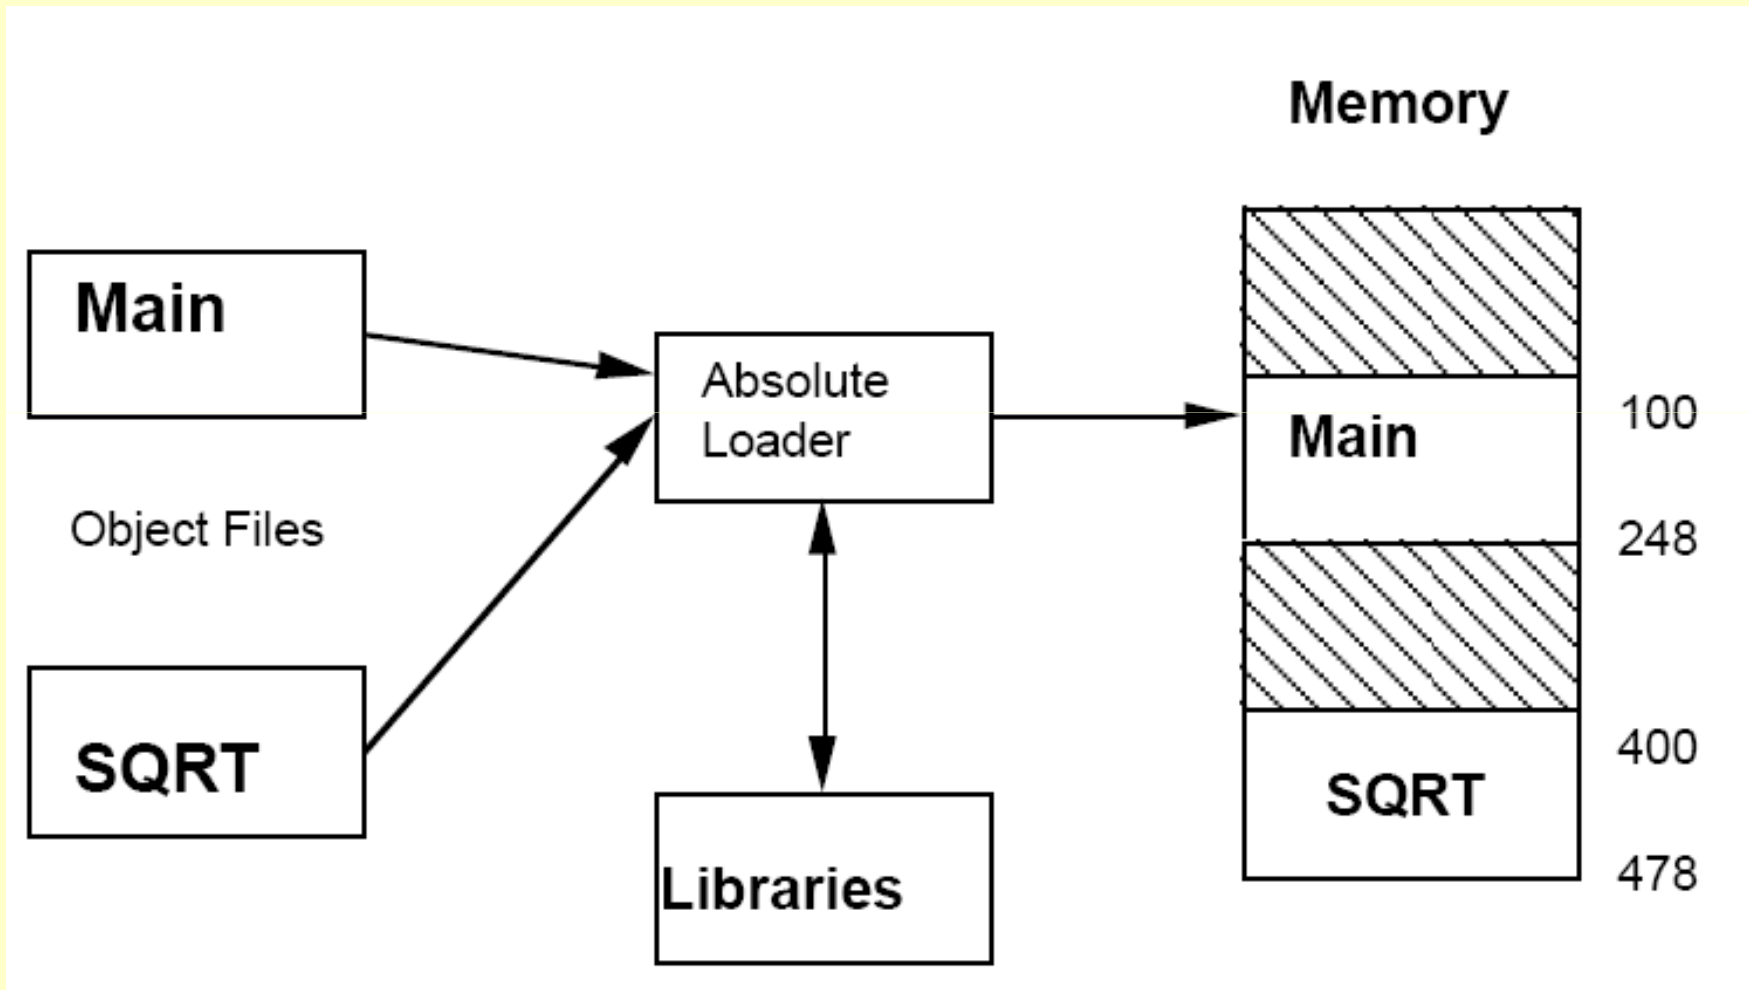 Memory
Main
Absolute
Loader
100
Main
248
Object Files
400
SQRT
SQRT
478
Libraries